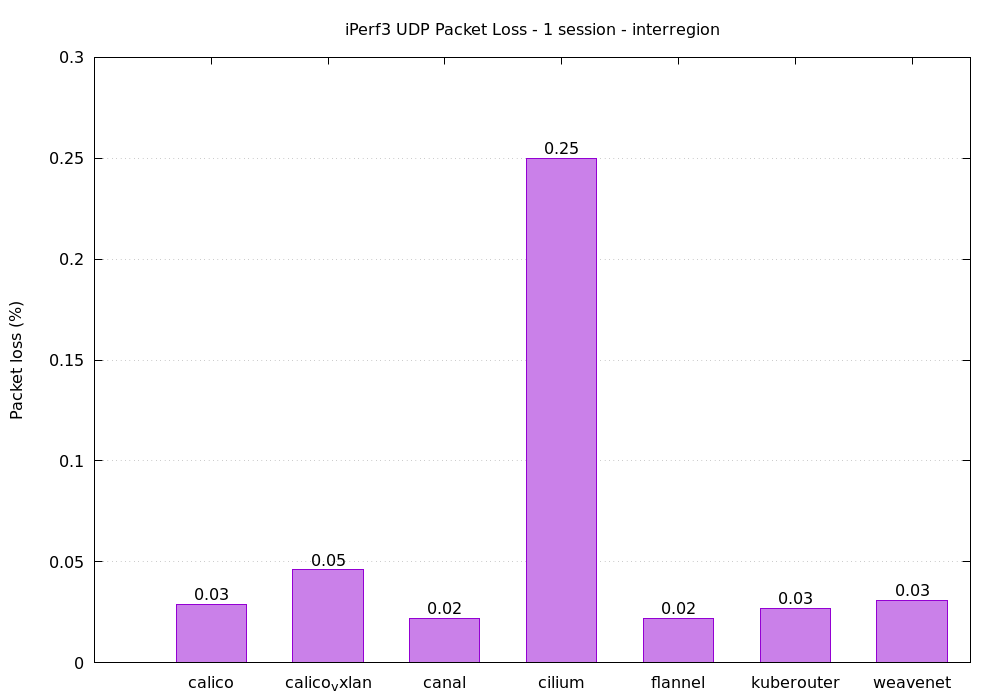 iPerf3 UDP Packet Loss - 1 session - interregion
0.3
0.25
0.2
0.15
0.1
0.05
0
Packet loss (%)
0.03
0.05
0.02
0.25
0.02
0.03
0.03
calico
calicovxlan
canal
cilium
flannel
kuberouter
weavenet